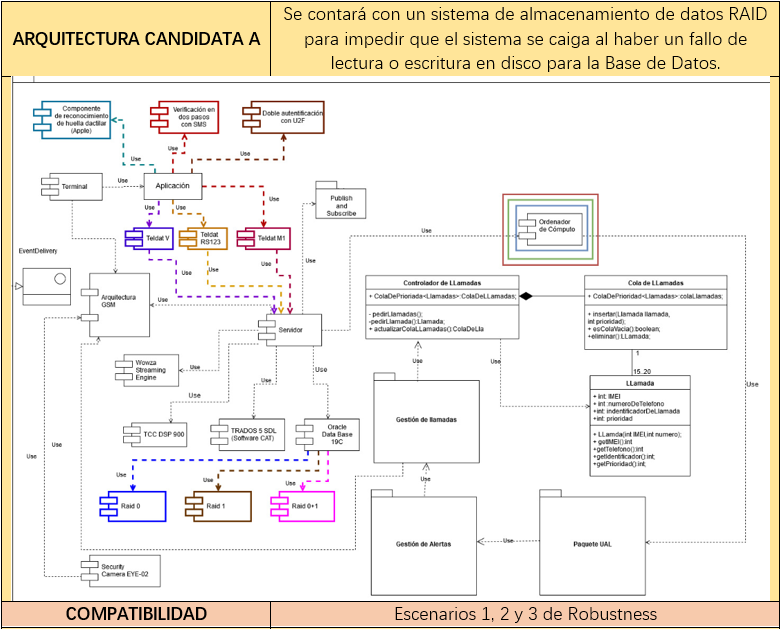 ARQUITECTURA CANDIDATA A
Se contará con un sistema de almacenamiento de datos RAID
para impedir que el sistema se caiga al haber un fallo de
lectura o escritura en disco para la Base de Datos.
Componente
de reconocimiento
de huella dactilar
(Apple)
Verificación en
dos pasos
con SMS
Doble autentificación
con U2F
Use
Use
Use
Terminal
Use
Aplicación
Use
Publish
and
Subscribe
Use
Use
Use
Use
Ordenador
de Cómputo
Teldat V
Teldat
RS123
Teldat M1
EventDelivery
Use
Use
Use
Arquitectura
GSM
Use
Servidor
Controlador de LLamadas
+ ColaDePrioriada<Llamadas>:ColaDeLLamadas;
- pedirLlamadas();
-pedirLlamada():Llamada;
+ actualizarColaLLamadas():ColaDeLla
Cola de LLamadas
+ ColaDePrioridad<Llamadas>:colaLlamadas;
+ insertar(Llamada llamada,
int prioridad);
+ esColaVacia():boolean;
+eliminar():LLamada;
1
15..20
Wowza
Streaming
Engine
Use
Use
Use
Use
Use
Use
LLamada
+ int: IMEI
+ int :numeroDeTelefono
+int: indentificadorDeLlamada
+int: prioridad
+ LLamda(int IMEI,int numero);
+ getIMEI():int
+getTelefono():int
+getIdentificador():int;
+getPrioridad():int;
Use
TCC DSP 900
TRADOS 5 SDL
(Software CAT)
Oracle
Data Base
19C
Gestión de llamadas
Use
Use
Use
Use
Use
Use
Raid 0
Raid 1
Raid 0+1
Gestión de Alertas
Use
Paquete UAL
Security
Camera EYE-02
COMPATIBILIDAD
Escenarios 1, 2 y 3 de Robustness